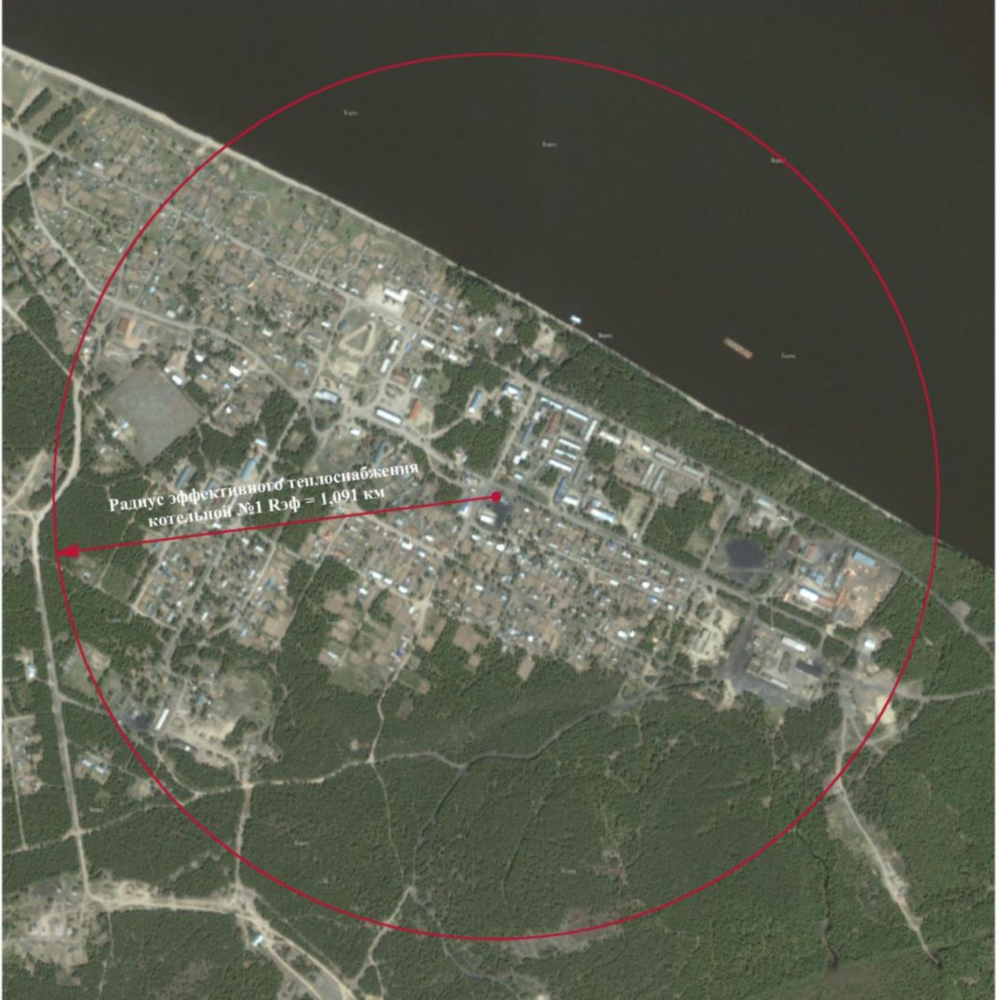 Радиус эффективного теплоснабжения
котельной №1 Rэф = 1,091 км